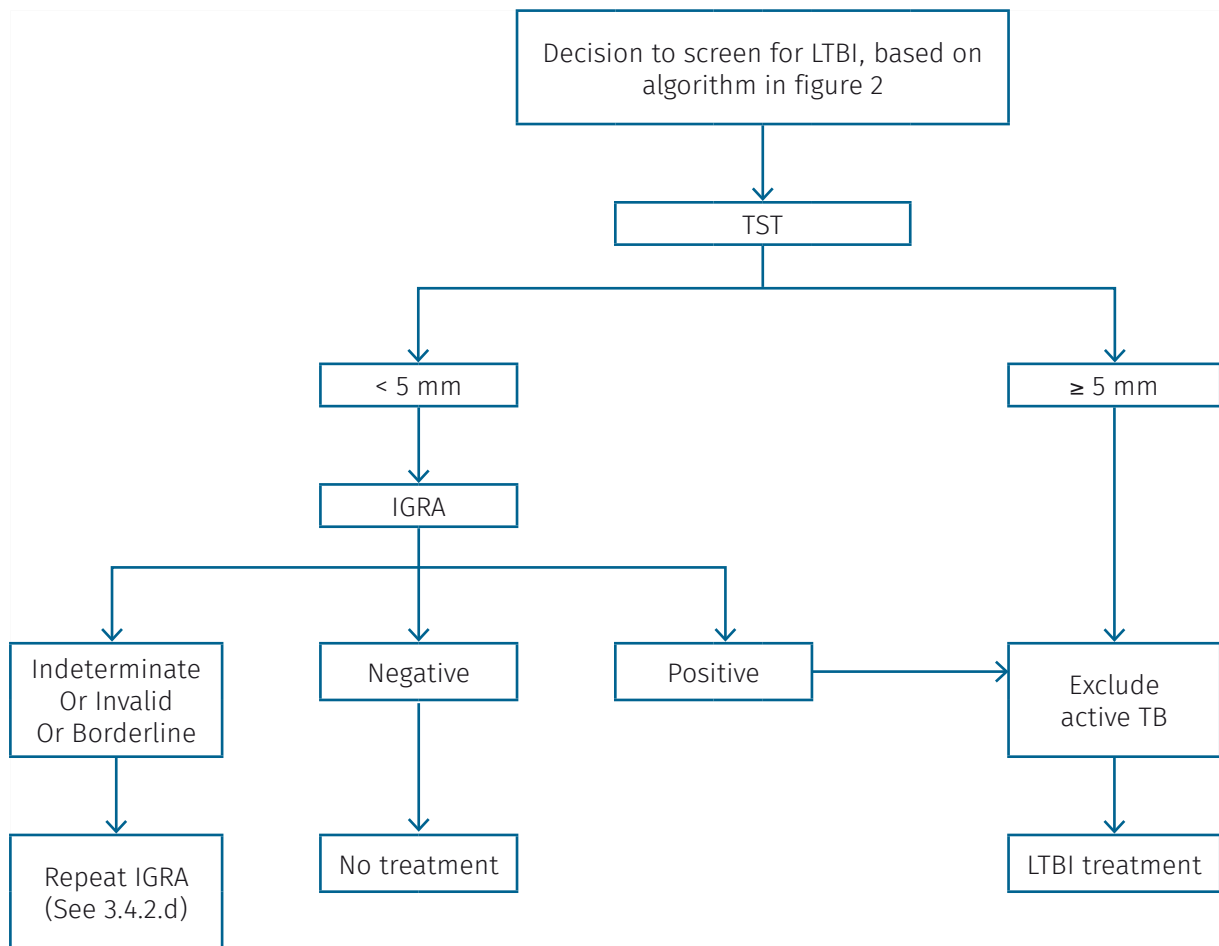 Decision to screen for LTBI, based on
algorithm in figure 2
TST
< 5 mm
≥ 5 mm
IGRA
Indeterminate
Or Invalid
Or Borderline
Negative
Positive
Exclude
active TB
Repeat IGRA
(See 3.4.2.d)
No treatment
LTBI treatment